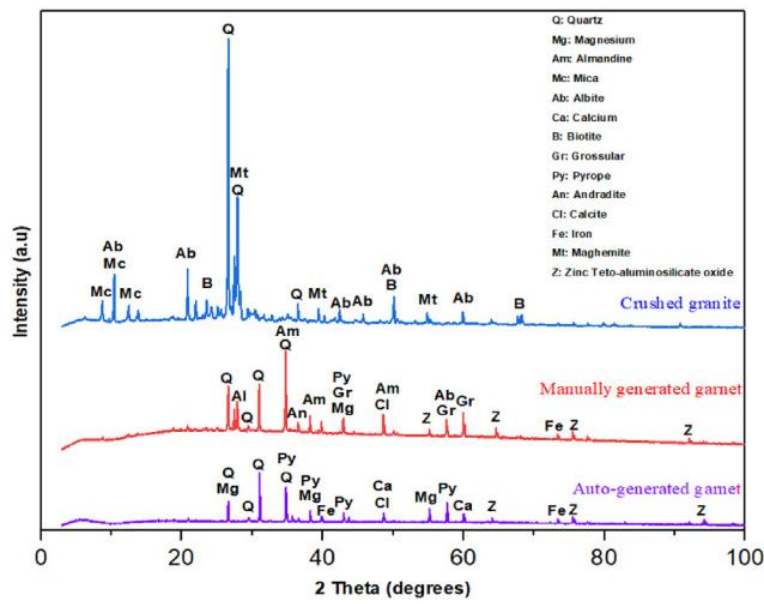 Q: Quartz
Mg: Magnesium
Am: Almandine
Mc: Mica
Ab: Albite
Ca: Calcium
B: Biotite
Gr: Grossular
Py: Pyrope
An: Andradite
Cl: Calcite
Fe: Iron
Mt: Maghemite
Z: Zinc Teto-aluminosilicate oxide
Intensity (a.u)
Q
Mt
Q
Ab
Mc
Mc
Mc
Ab
B
Q
Mt
Ab
Ab
Ab
B
Mt
Ab
B
Crushed granite
Q
Al
Q
Q
Am
Q
An
Am
Py
Gr
Mg
Am
Cl
Z
Ab
Gr
Gr
Z
Fe
Z
Z
Manually generated garnet
Q
Mg
Q
Q
Py
Q
Py
Mg
Fe
Py
Ca
Cl
Mg
Py
Ca
Z
Fe
Z
Z
Auto-generated garnet
0 20 40 60 80 100
2 Theta (degrees)